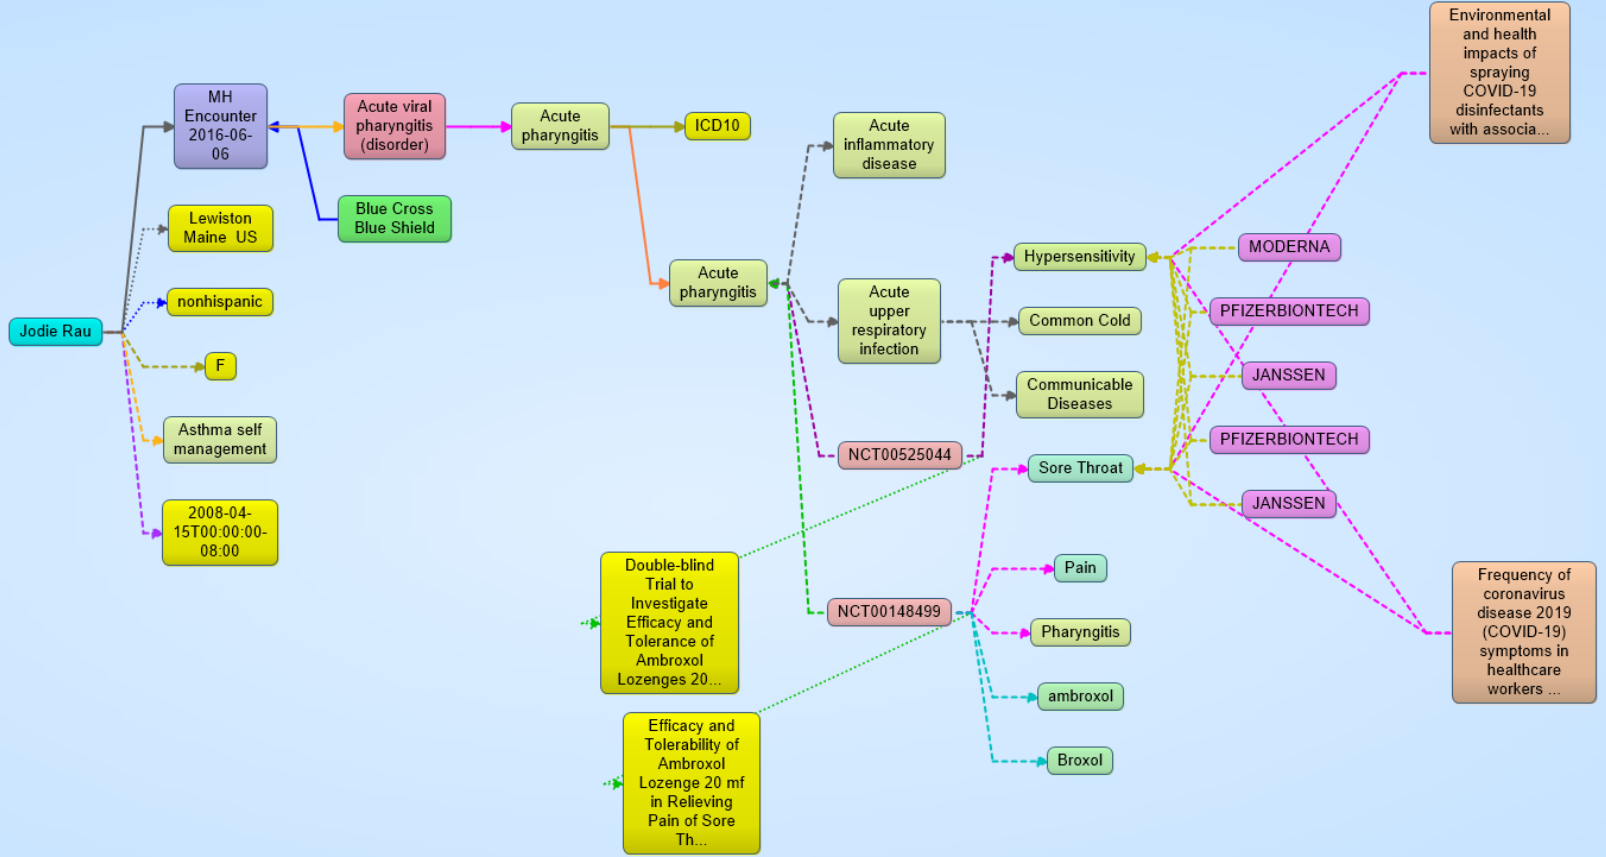 Jodie Rau
MH
Encounter
2016-06-
06
Lewiston
Maine  US
nonhispanic
F
Asthma self
management
2008-04-
15T00:00:00-
08:00
Acute viral
pharyngitis
(disorder)
Blue Cross
Blue Shield
Acute
pharyngitis
ICD10
Acute
pharyngitis
Acute
inflammatory
disease
Acute
upper
respiratory
infection
NCT00525044
NCT00148499
Double-blind
Trial to
Investigate
Efficacy and
Tolerance of
Ambroxol
Lozenges 20...
Efficacy and
Tolerability of
Ambroxol
Lozenge 20 mf
in Relieving
Pain of Sore
Th...
Hypersensitivity
Common Cold
Communicable
Diseases
Sore Throat
Pain
Pharyngitis
ambroxol
Broxol
MODERNA
PFIZERBIONTECH
JANSSEN
PFIZERBIONTECH
JANSSEN
Environmental
and health
impacts of
spraying
COVID-19
disinfectants
with associa...
Frequency of
coronavirus
disease 2019
(COVID-19)
symptoms in
healthcare
workers ...